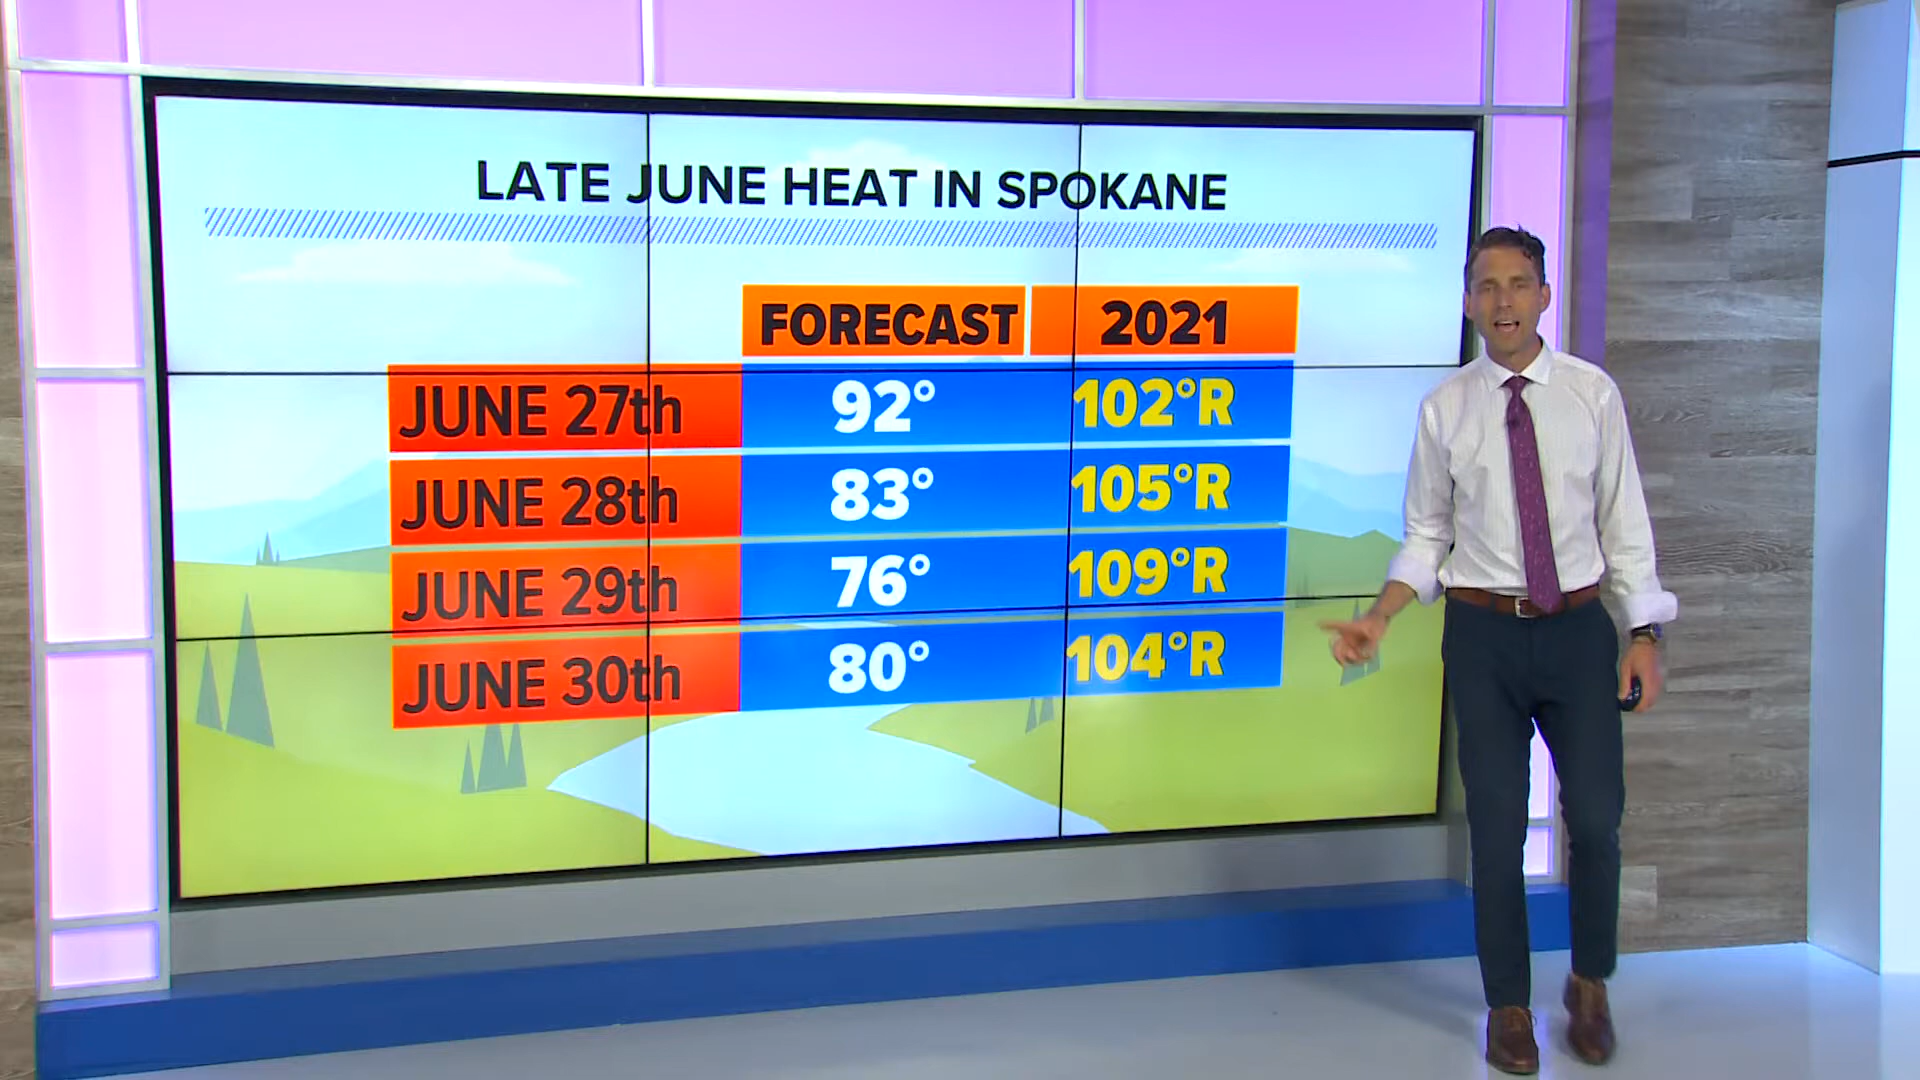 LATE JUNE HEAT IN SPOKANE
FORECAST 2021
JUNE 27th 92° 102°R
JUNE 28th 83° 105°R
JUNE 29th 76° 109°R
JUNE 30th 80° 104°R